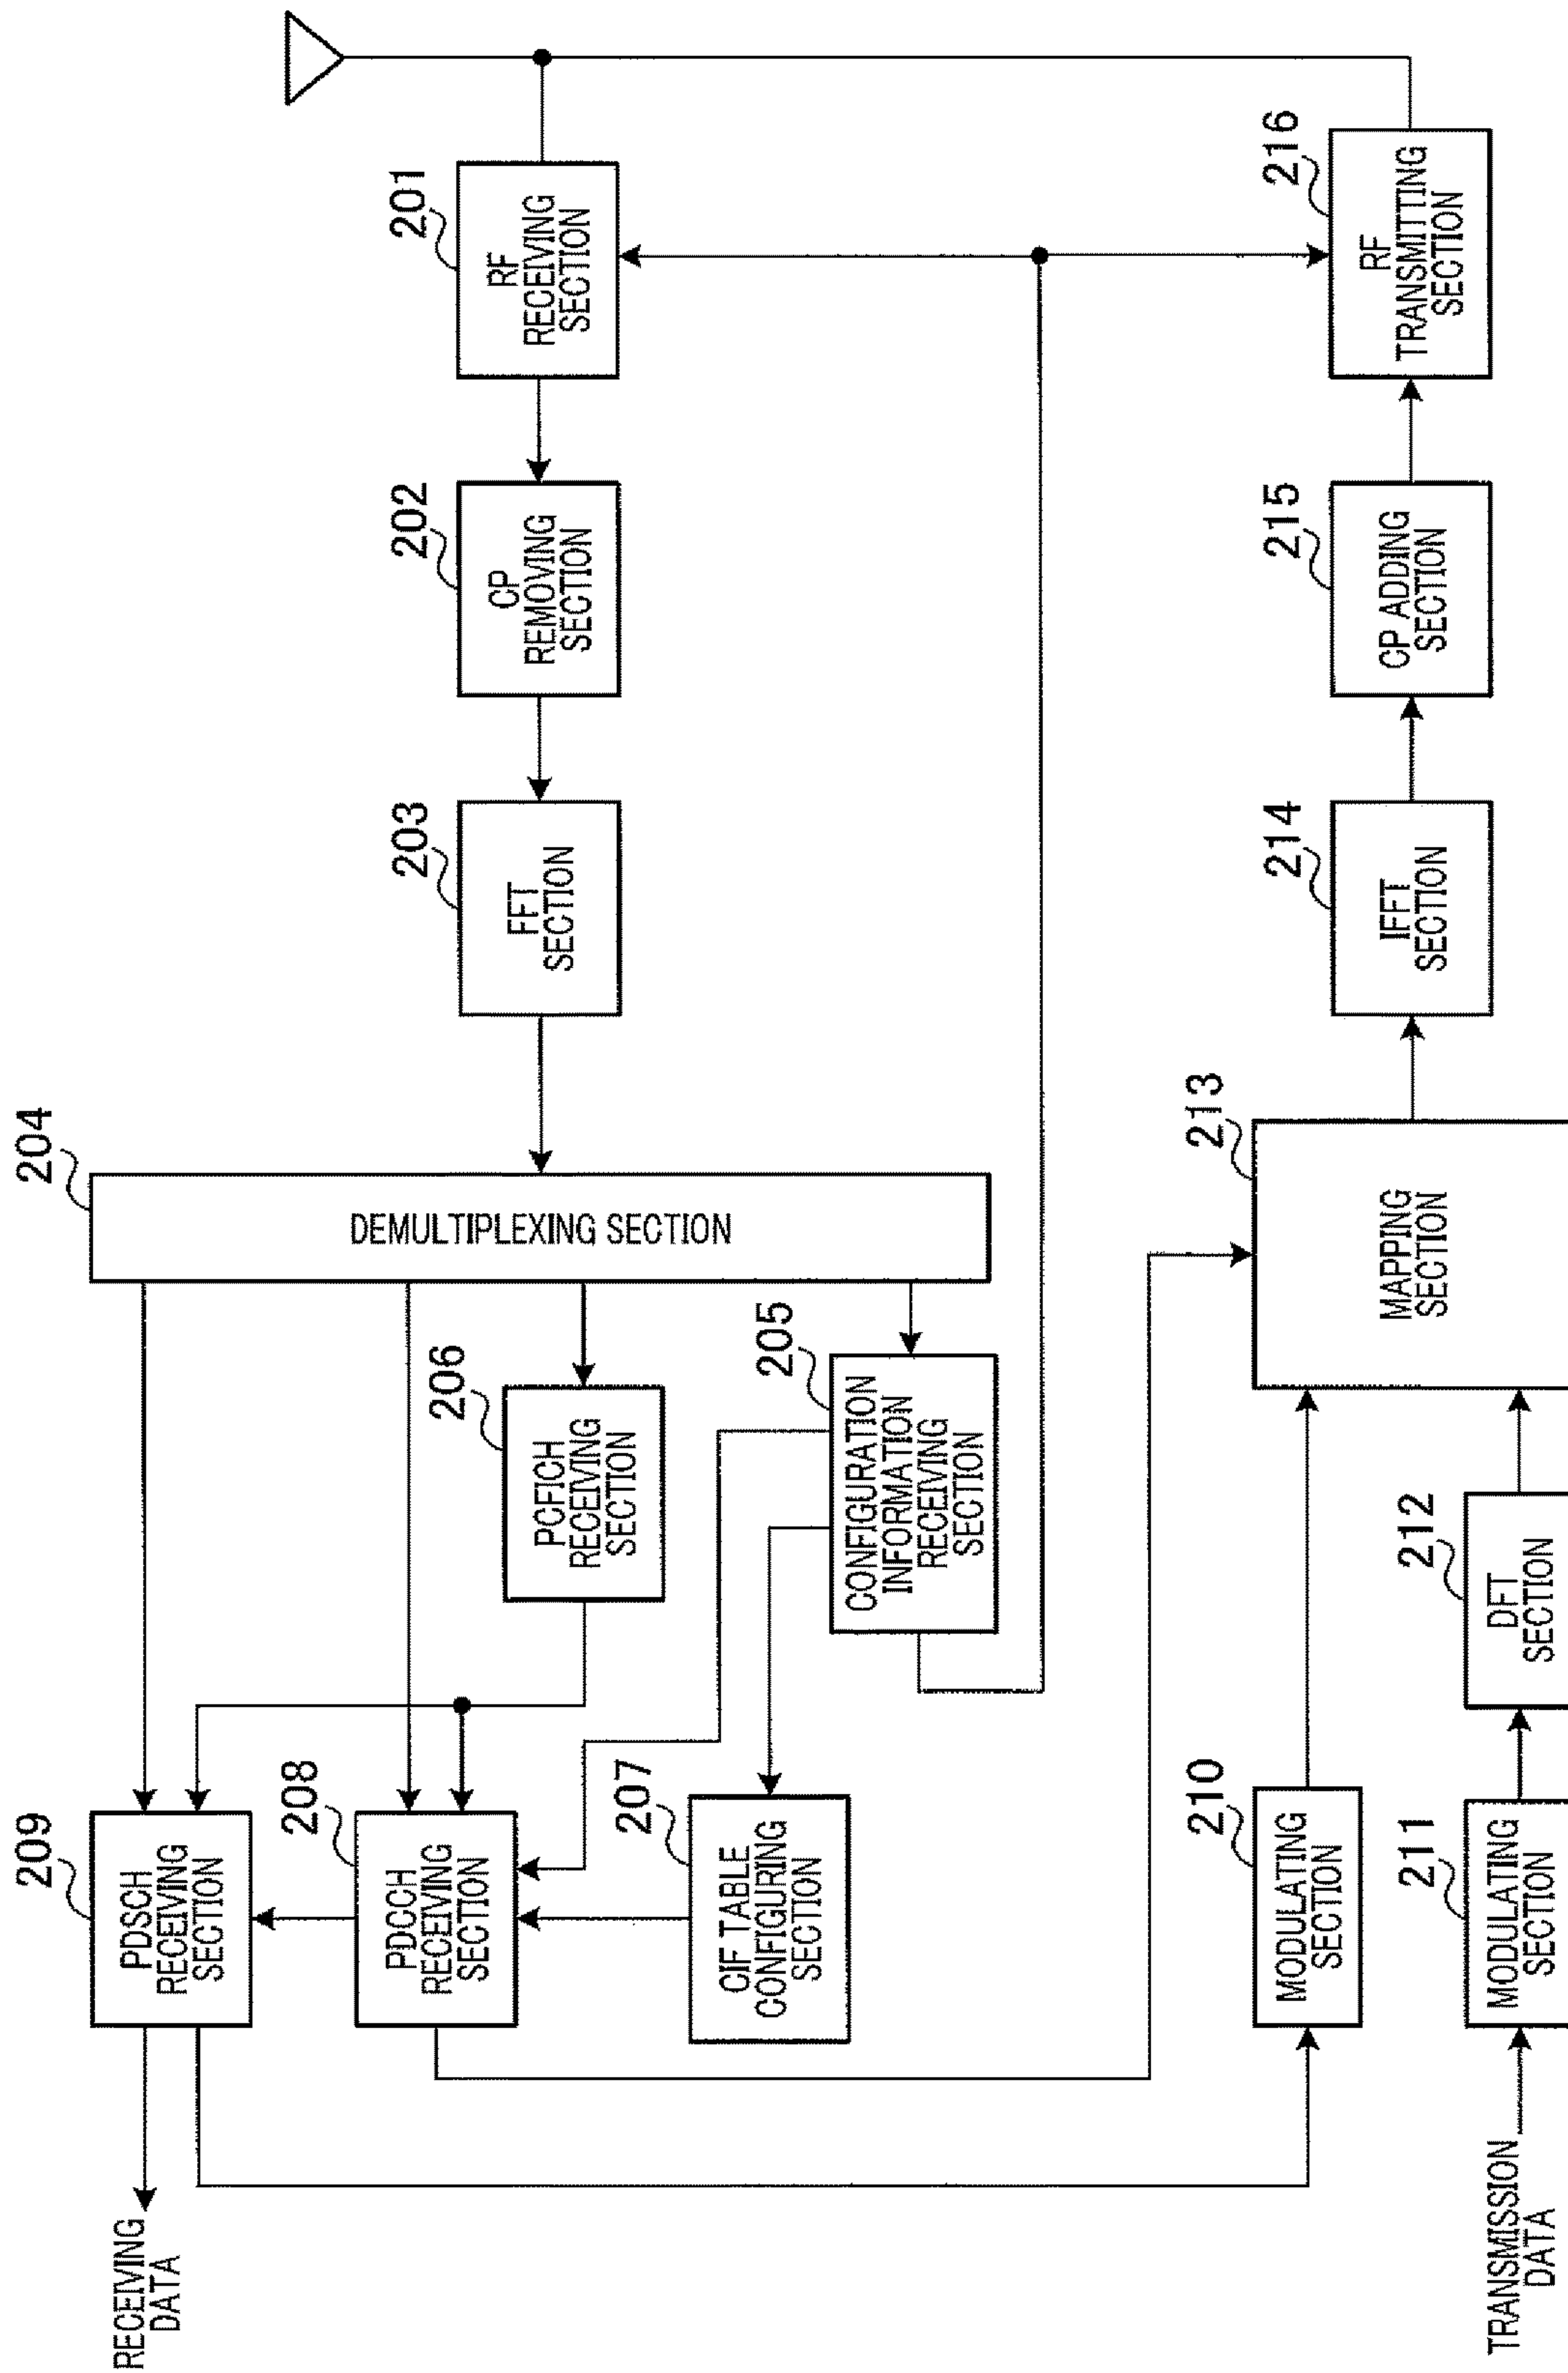 201
RF
RECEIVING
SECTION
202
CP
REMOVING
SECTION
203
FFT
SECTION
204
DEMULTIPLEXING SECTION
205
CONFIGURATION
INFORMATION
RECEIVING
SECTION
206
PCFICH
RECEIVING
SECTION
207
CIF TABLE
CONFIGURING
SECTION
208
PDCCH
RECEIVING
SECTION
209
PDSCH
RECEIVING
SECTION
RECEIVING
DATA
210
MODULATING
SECTION
TRANSMISSION
DATA
211
MODULATING
SECTION
212
DFT
SECTION
213
MAPPING
SECTION
214
IFFT
SECTION
215
CP ADDING
SECTION
216
RF
TRANSMITTING
SECTION